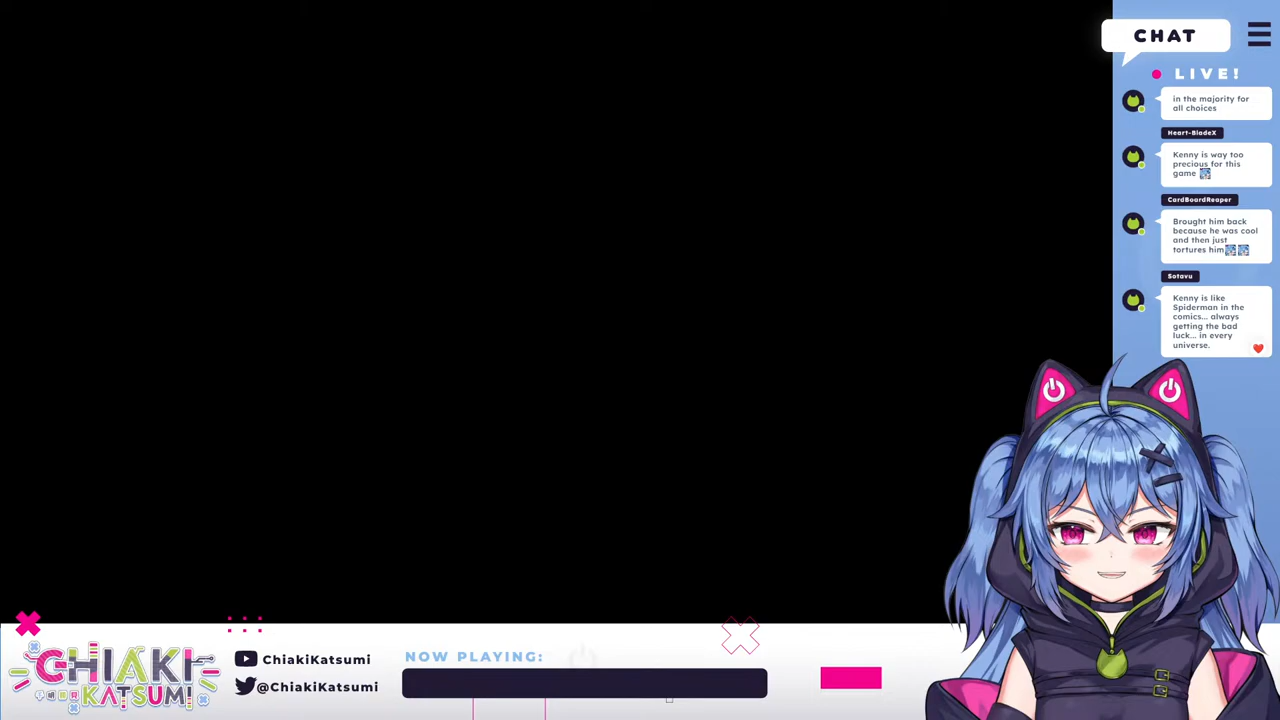 CHAT
LIVE!
in the majority for
all choices
Heart-BladeX
Kenny is way too
precious for this
game
CardBoardReaper
Brought him back
because he was cool
and then just
tortures him
Sotavu
Kenny is like
Spiderman in the
comics... always
getting the bad
luck... in every
universe.
CHIAKI
KATSUMI
ChiakiKatsumi
@ChiakiKatsumi
NOW PLAYING: